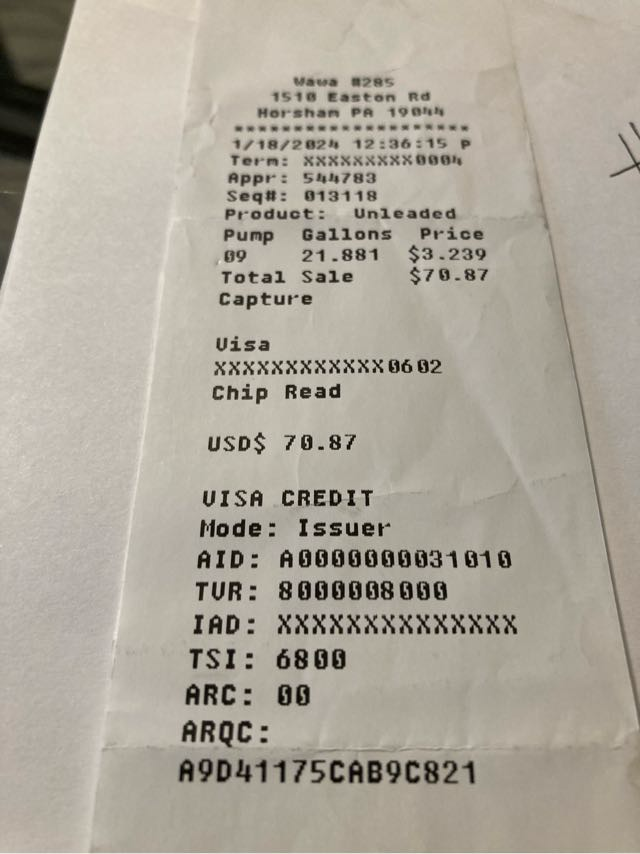 Wawa #285
1510 Easton Rd
Horsham PA 19044
********************
1/18/2024 12:36:15 P
Term: XXXXXXXXX0004
Appr: 544783
Seq#: 013118
Product: Unleaded
Pump Gallons Price
09 21.881 $3.239
Total Sale $70.87
Capture
Visa
XXXXXXXXXXXX0602
Chip Read
USD$ 70.87
VISA CREDIT
Mode: Issuer
AID: A0000000031010
TVR: 8000008000
IAD: XXXXXXXXXXXXXX
TSI: 6800
ARC: 00
ARQC:
A9D41175CAB9C821